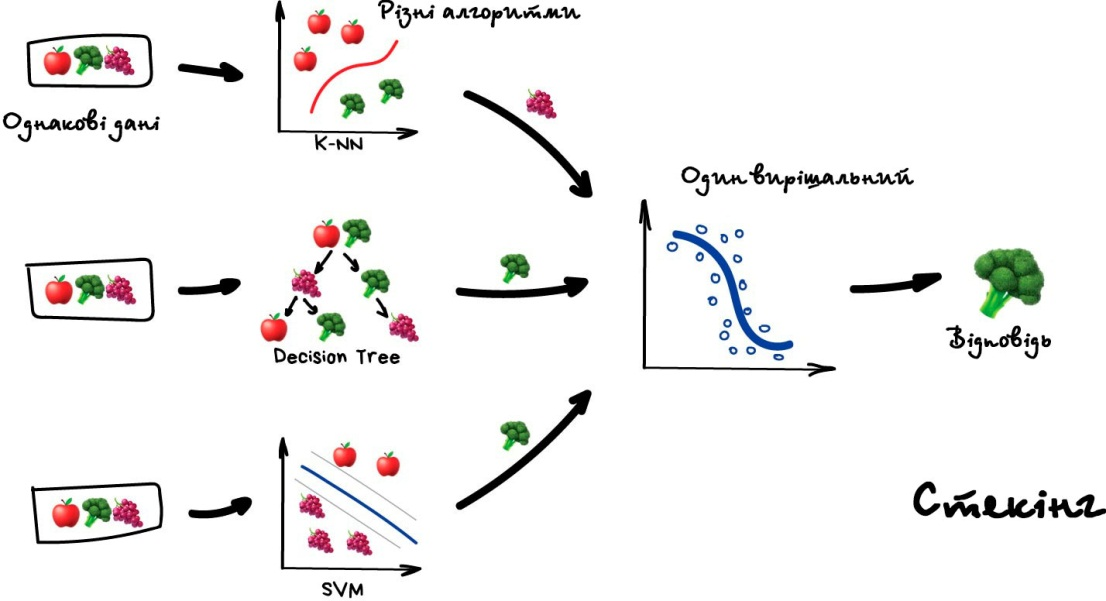 Різні алгоритми
Однакові дані
K-NN
Один вирішальний
Decision Tree
Відповідь
SVM
Стекінг